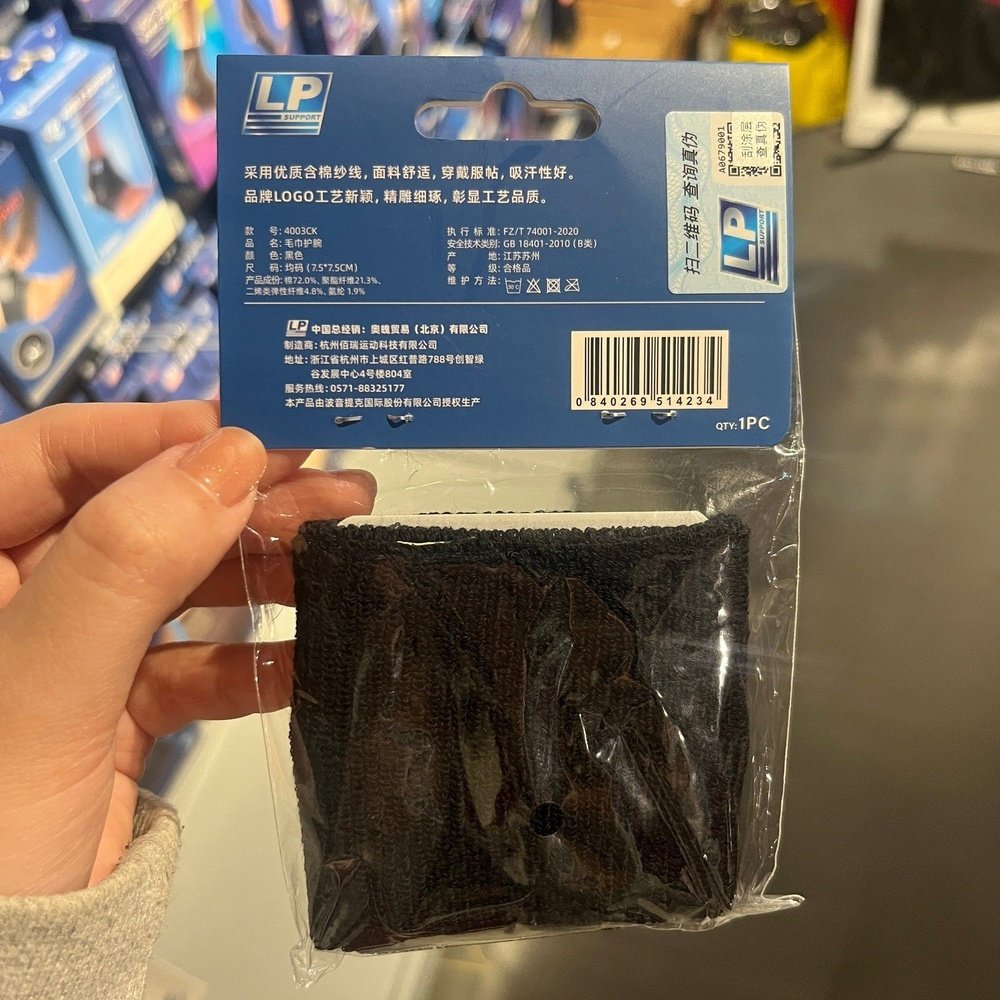 LP
SUPPORT
采用优质含棉纱线，面料舒适，穿戴服帖，吸汗性好。
品牌LOGO工艺新颖，精雕细琢，彰显工艺品质。
款 号: 4003CK
品 名: 毛巾护腕
颜 色: 黑色
尺 码: 均码 (7.5*7.5CM)
产品成份: 棉72.0%、聚酯纤维21.3%、
二烯类弹性纤维4.8%、氨纶 1.9%
执 行 标 准: FZ/T 74001-2020
安全技术类别: GB 18401-2010 (B类)
产 地: 江苏苏州
等 级: 合格品
维 护 方 法:
30℃
扫二维码 查询真伪
A0679001
刮涂层
查真伪
LP
SUPPORT
LP 中国总经销: 奥魄贸易（北京）有限公司
制造商: 杭州佰瑞运动科技有限公司
地址: 浙江省杭州市上城区红普路788号创智绿
谷发展中心4号楼804室
服务热线: 0571-88325177
本产品由波音提克国际股份有限公司授权生产
0 840269 514234
QTY: 1PC